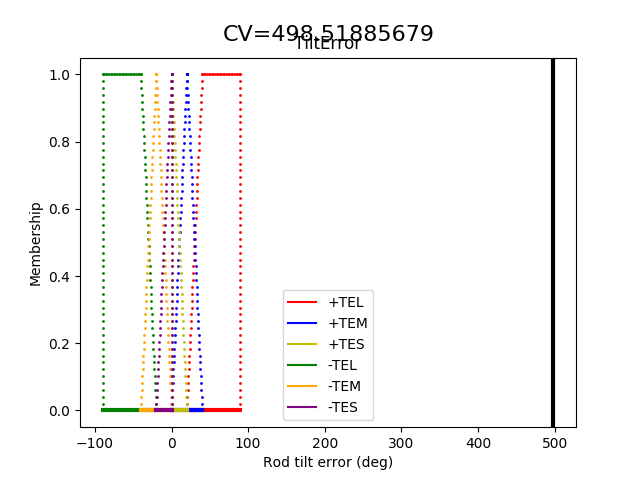 CV=498.51885679
TiltError
1.0
0.8
0.6
0.4
0.2
0.0
Membership
+TEL
+TEM
+TES
-TEL
-TEM
-TES
−100 0 100 200 300 400 500
Rod tilt error (deg)